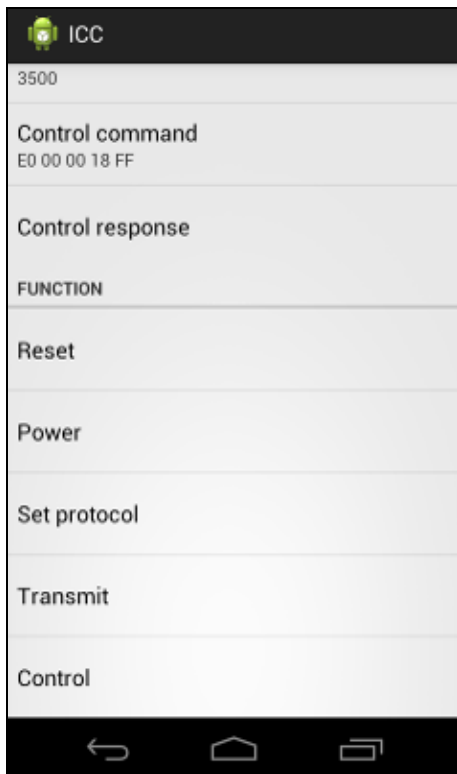 ICC
3500
Control command
E0 00 00 18 FF
Control response
FUNCTION
Reset
Power
Set protocol
Transmit
Control